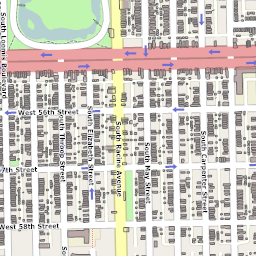 South Loomis Boulevard
West 56th Street
South Throop Street
South Elizabeth Street
South Racine Avenue
South May Street
South Carpenter Street
7th Street
West 58th Street
So